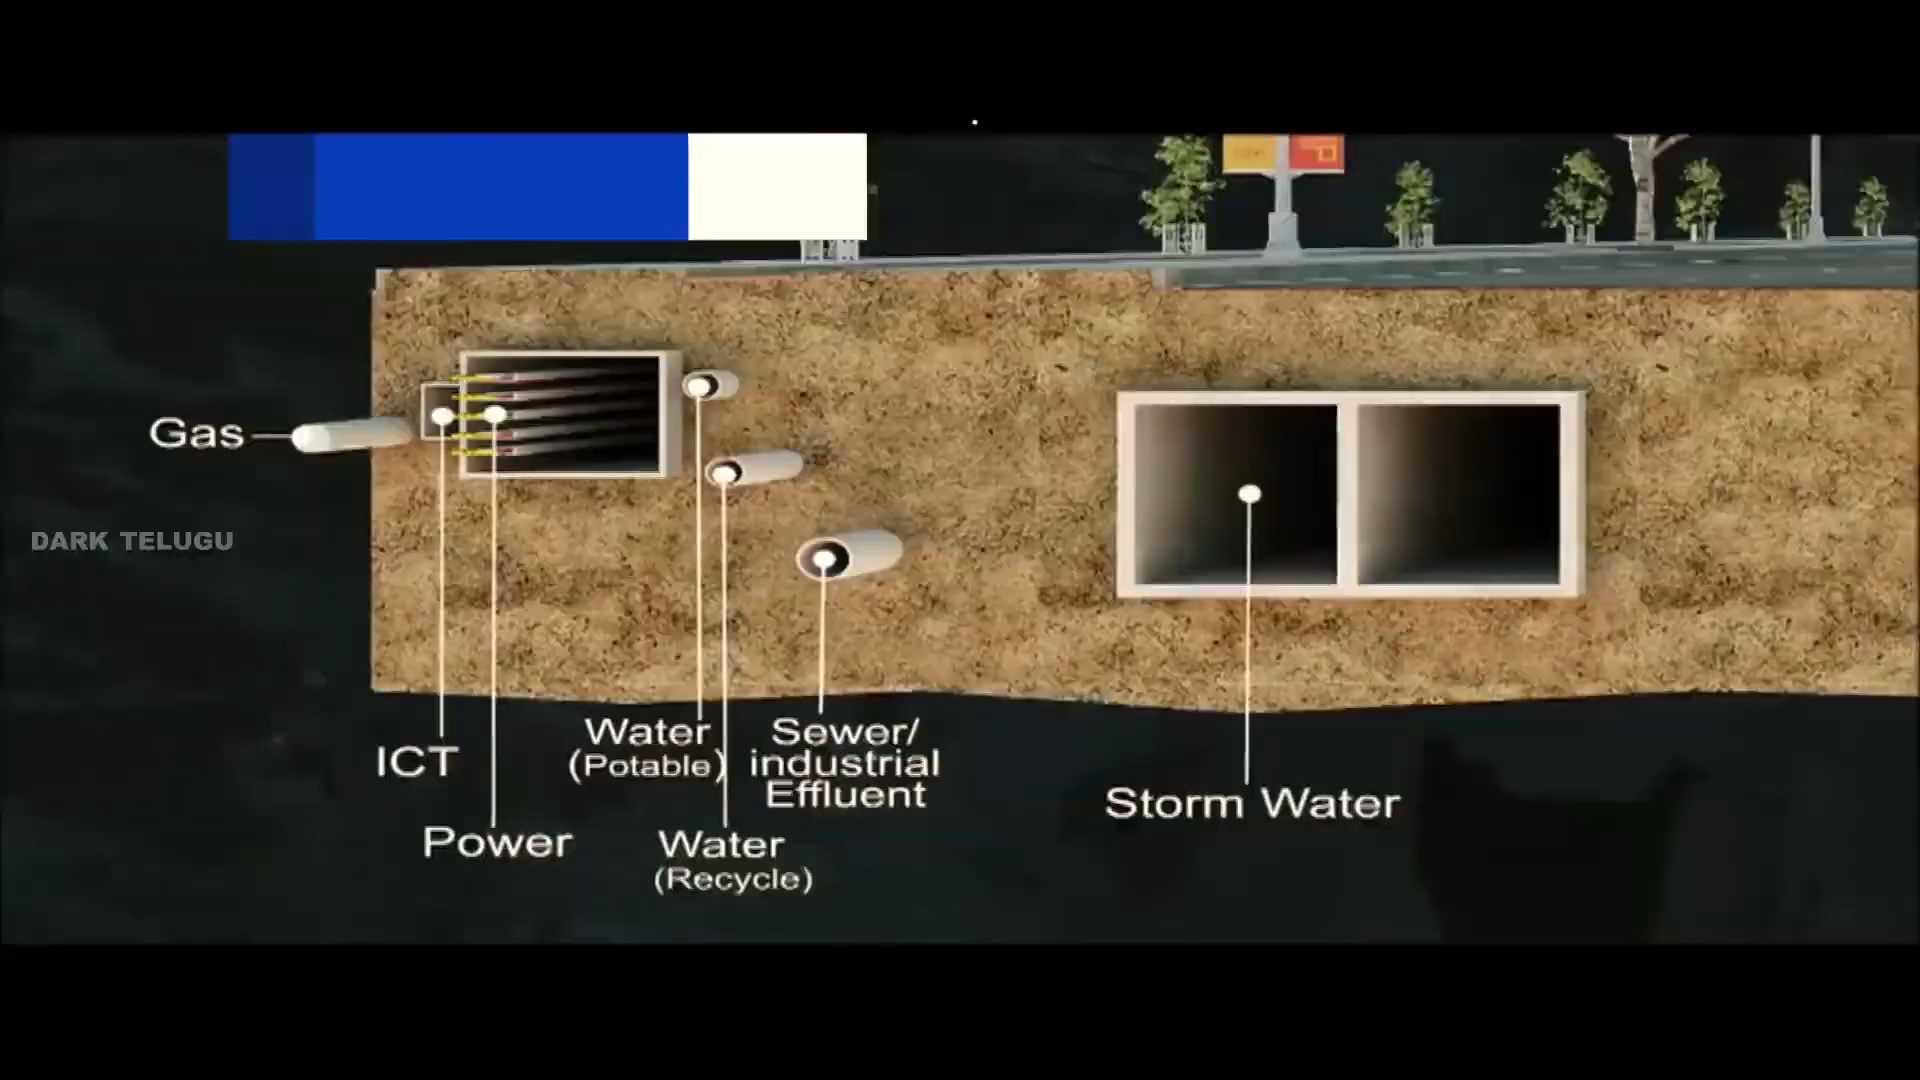 Gas
DARK TELUGU
ICT
Power
Water
(Potable)
Water
(Recycle)
Sewer/
industrial
Effluent
Storm Water